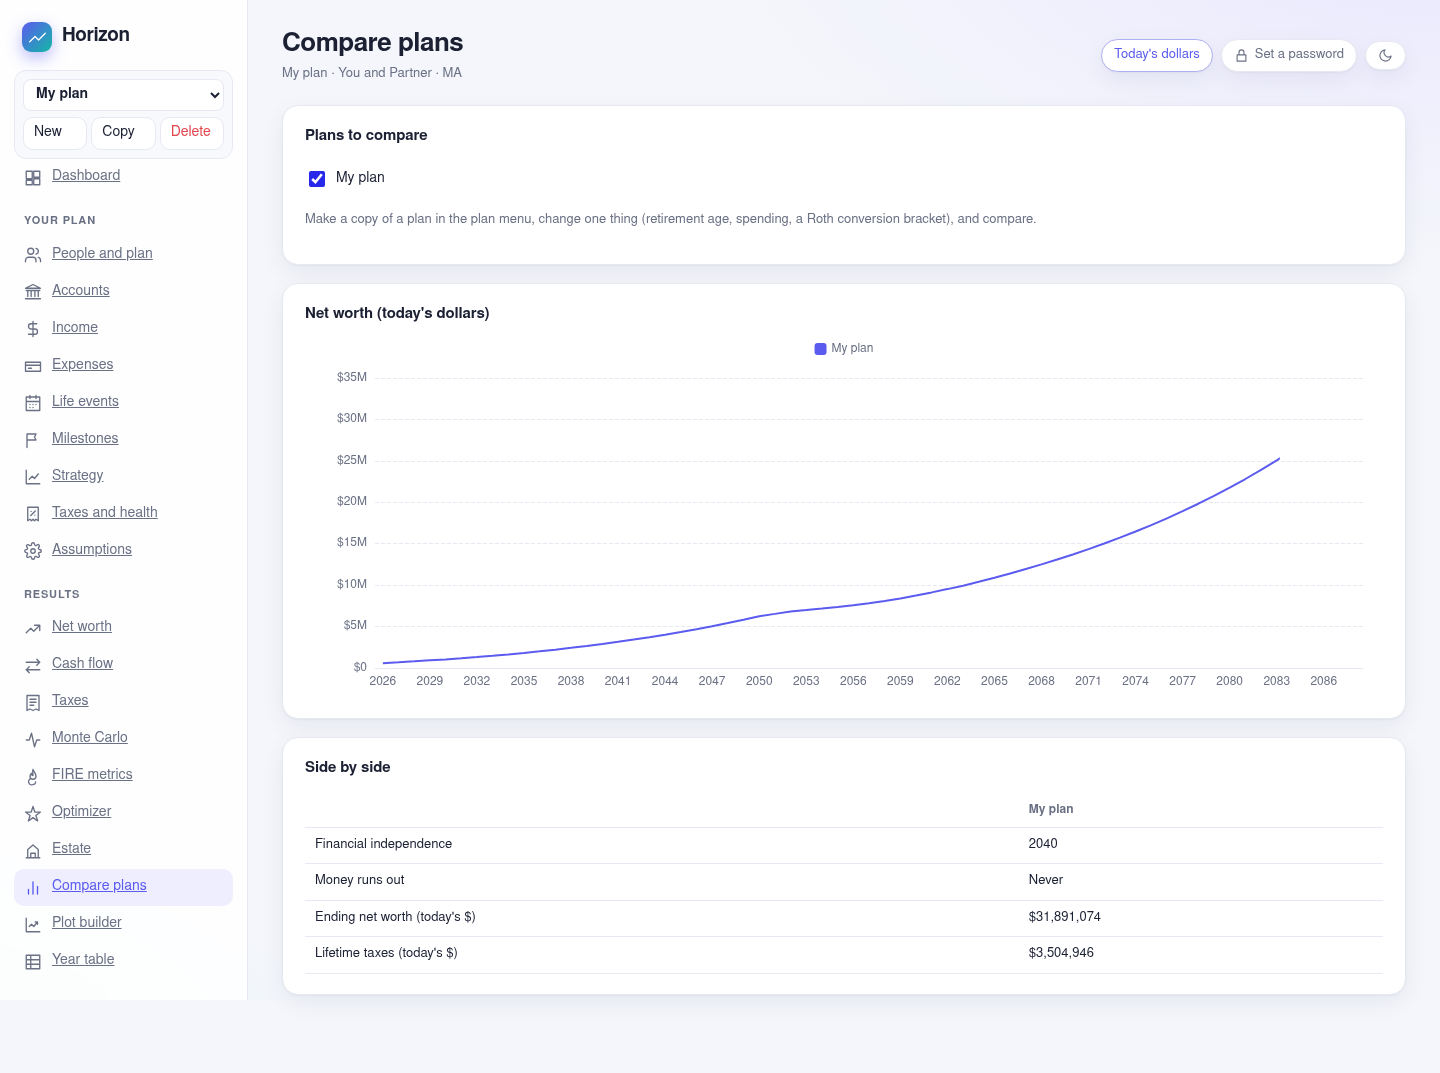 Horizon
My plan
New
Copy
Delete
Dashboard
YOUR PLAN
People and plan
Accounts
Income
Expenses
Life events
Milestones
Strategy
Taxes and health
Assumptions
RESULTS
Net worth
Cash flow
Taxes
Monte Carlo
FIRE metrics
Optimizer
Estate
Compare plans
Plot builder
Year table
Compare plans
My plan · You and Partner · MA
Today's dollars
Set a password
Plans to compare
My plan
Make a copy of a plan in the plan menu, change one thing (retirement age, spending, a Roth conversion bracket), and compare.
Net worth (today's dollars)
My plan
$35M
$30M
$25M
$20M
$15M
$10M
$5M
$0
2026 2029 2032 2035 2038 2041 2044 2047 2050 2053 2056 2059 2062 2065 2068 2071 2074 2077 2080 2083 2086
Side by side
My plan
Financial independence 2040
Money runs out Never
Ending net worth (today's $) $31,891,074
Lifetime taxes (today's $) $3,504,946